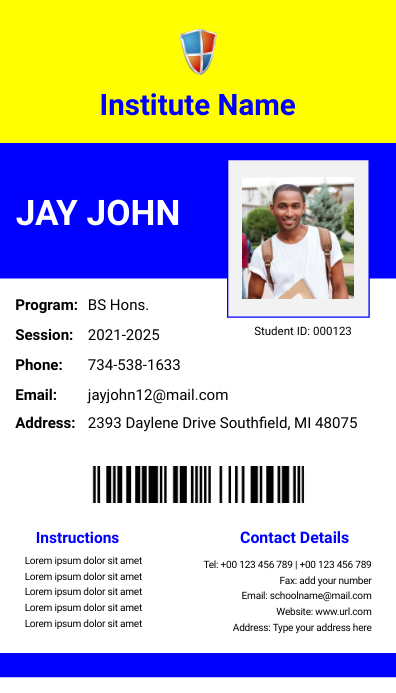 Institute Name
JAY JOHN
Student ID: 000123
Program: BS Hons.
Session: 2021-2025
Phone: 734-538-1633
Email: jayjohn12@mail.com
Address: 2393 Daylene Drive Southfield, MI 48075
Instructions
Lorem ipsum dolor sit amet
Lorem ipsum dolor sit amet
Lorem ipsum dolor sit amet
Lorem ipsum dolor sit amet
Lorem ipsum dolor sit amet
Contact Details
Tel: +00 123 456 789 | +00 123 456 789
Fax: add your number
Email: schoolname@mail.com
Website: www.url.com
Address: Type your address here